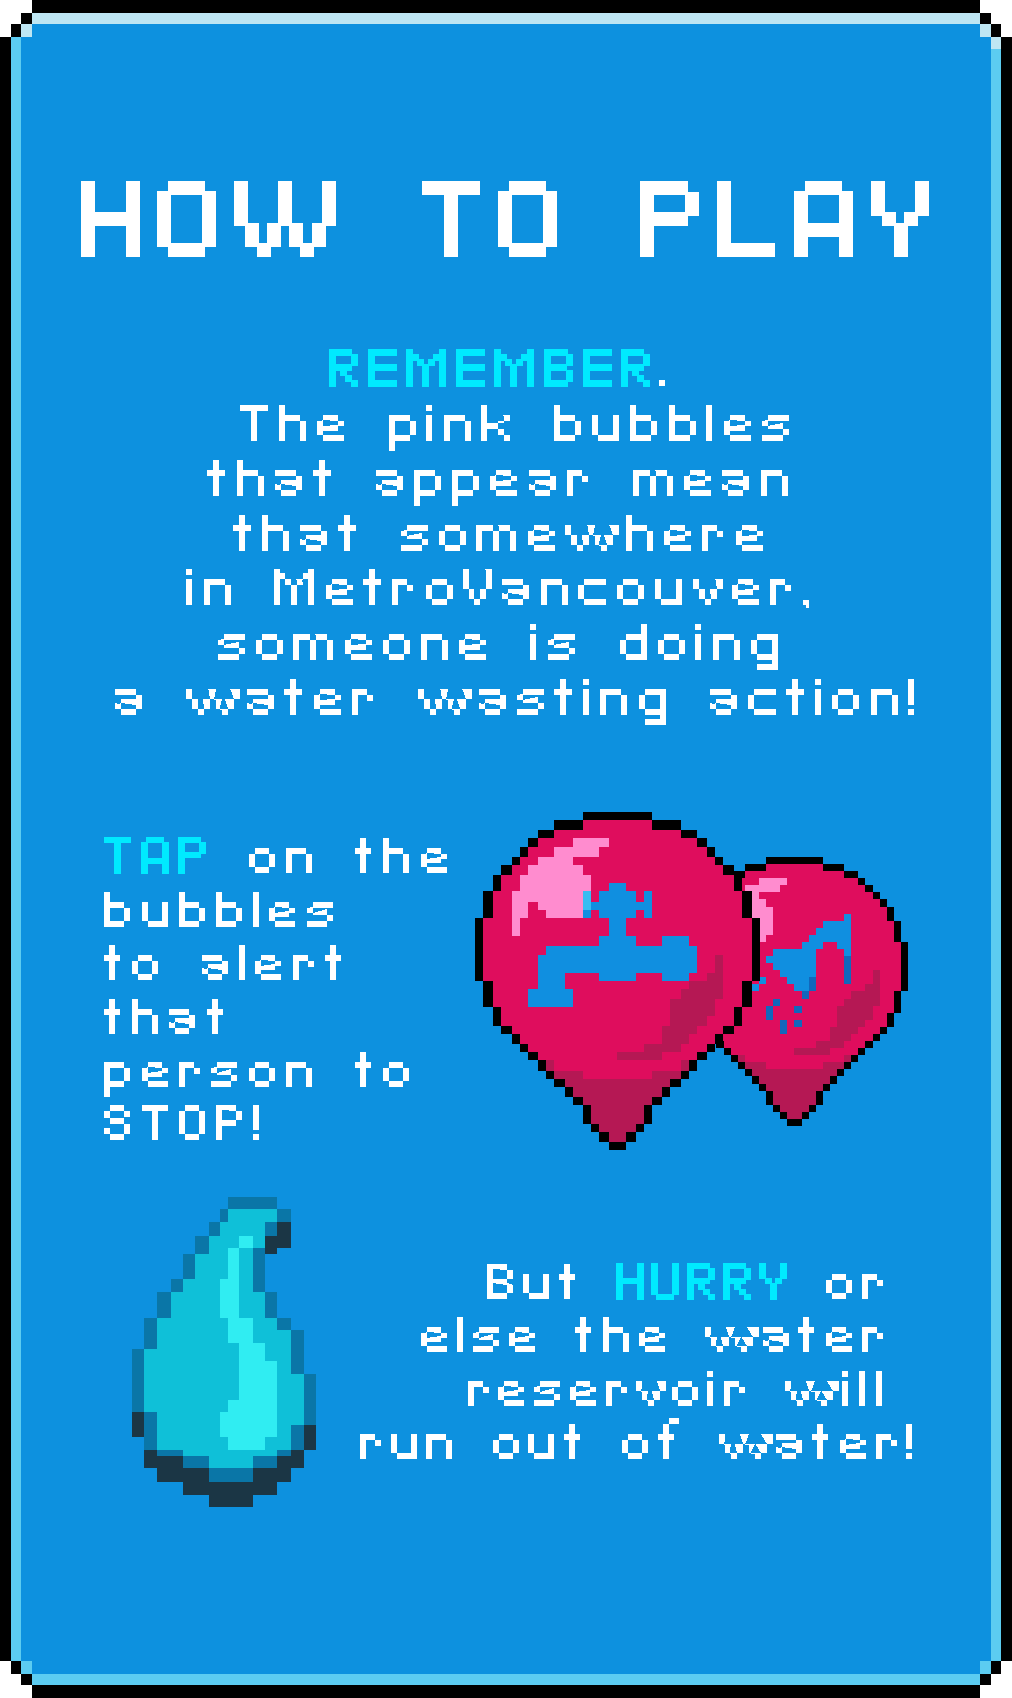 HOW TO PLAY
REMEMBER.
The pink bubbles
that appear mean
that somewhere
in MetroVancouver,
someone is doing
a water wasting action!
TAP on the
bubbles
to alert
that
person to
STOP!
But HURRY or
else the water
reservoir will
run out of water!